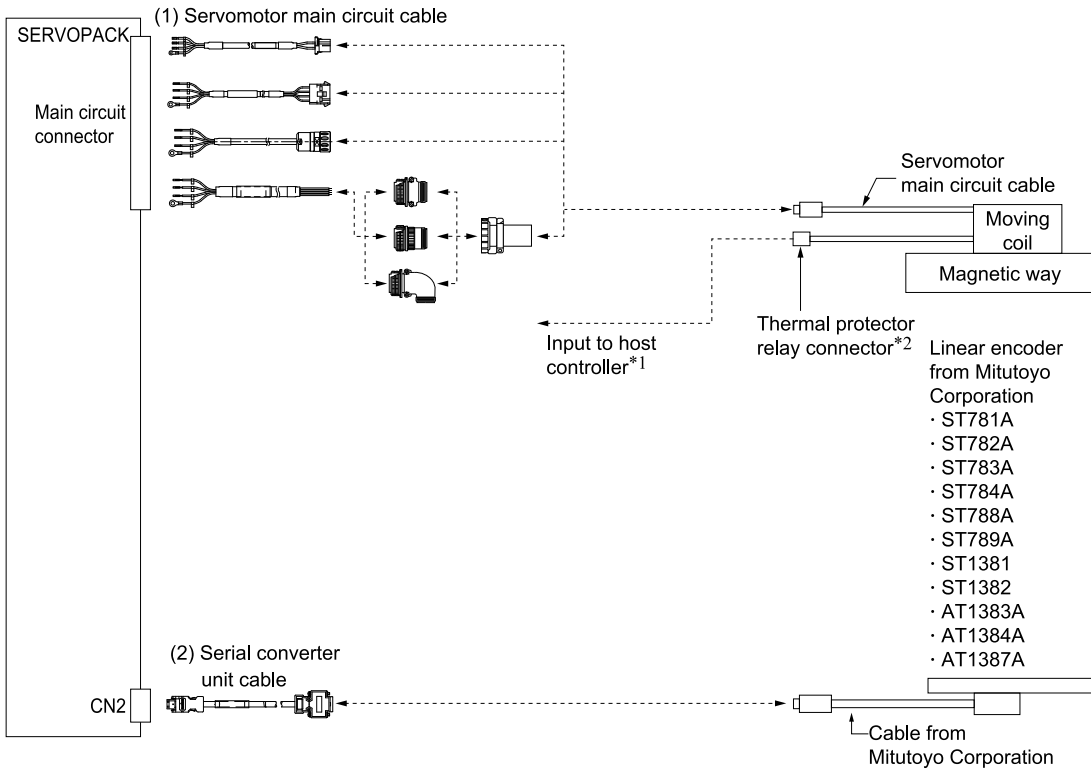 (1) Servomotor main circuit cable
SERVOPACK
Main circuit
connector
Servomotor
main circuit cable
Moving
coil
Magnetic way
Thermal protector
relay connector*2
Input to host
controller*1
Linear encoder
from Mitutoyo
Corporation
· ST781A
· ST782A
· ST783A
· ST784A
· ST788A
· ST789A
· ST1381
· ST1382
· AT1383A
· AT1384A
· AT1387A
(2) Serial converter
unit cable
CN2
Cable from
Mitutoyo Corporation